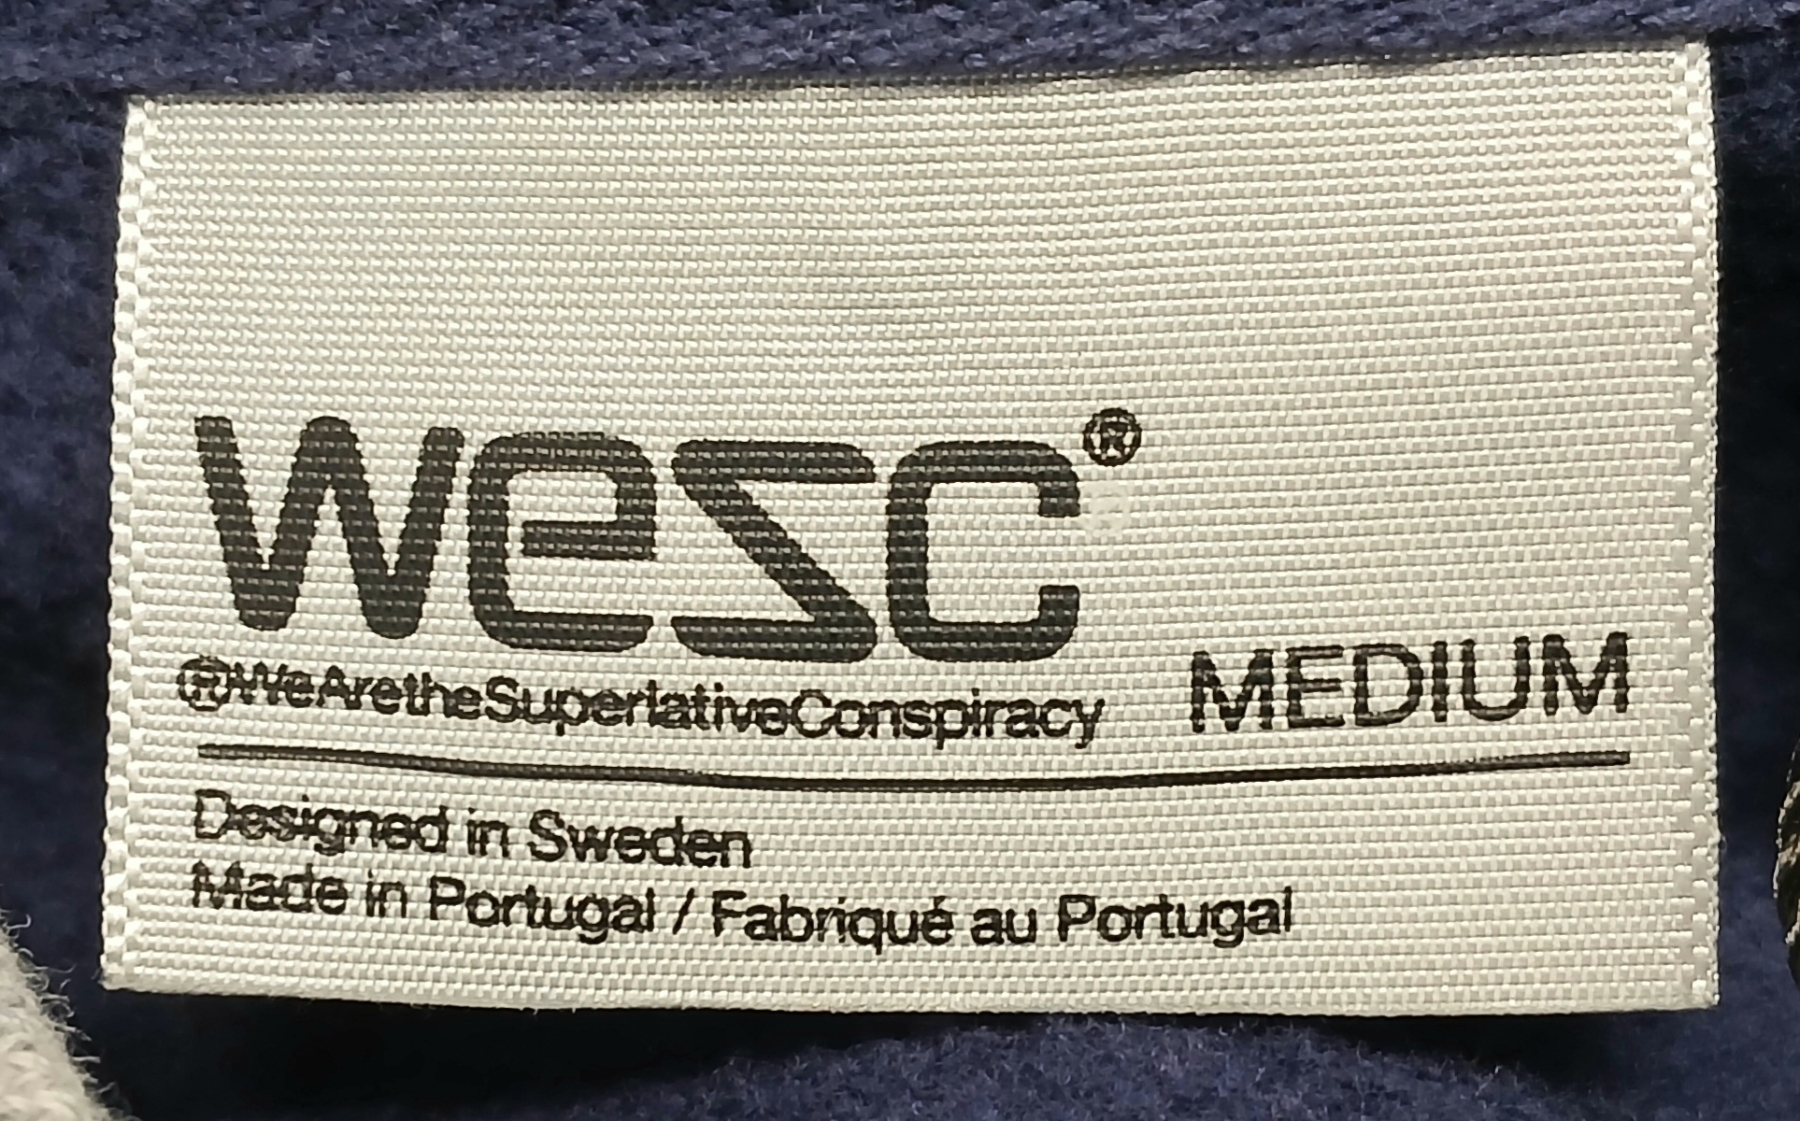 wesc®
®WeAretheSuperlativeConspiracy MEDIUM
Designed in Sweden
Made in Portugal / Fabriqué au Portugal